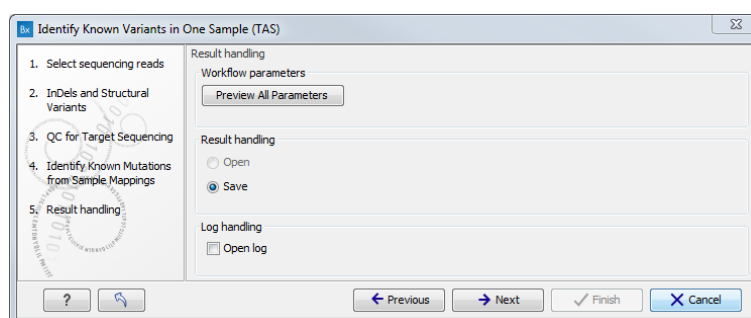 Bx Identify Known Variants in One Sample (TAS)
1. Select sequencing reads
2. InDels and Structural
Variants
3. QC for Target Sequencing
4. Identify Known Mutations
from Sample Mappings
5. Result handling
Result handling
Workflow parameters
Preview All Parameters
Result handling
Open
Save
Log handling
Open log
? Previous Next Finish Cancel